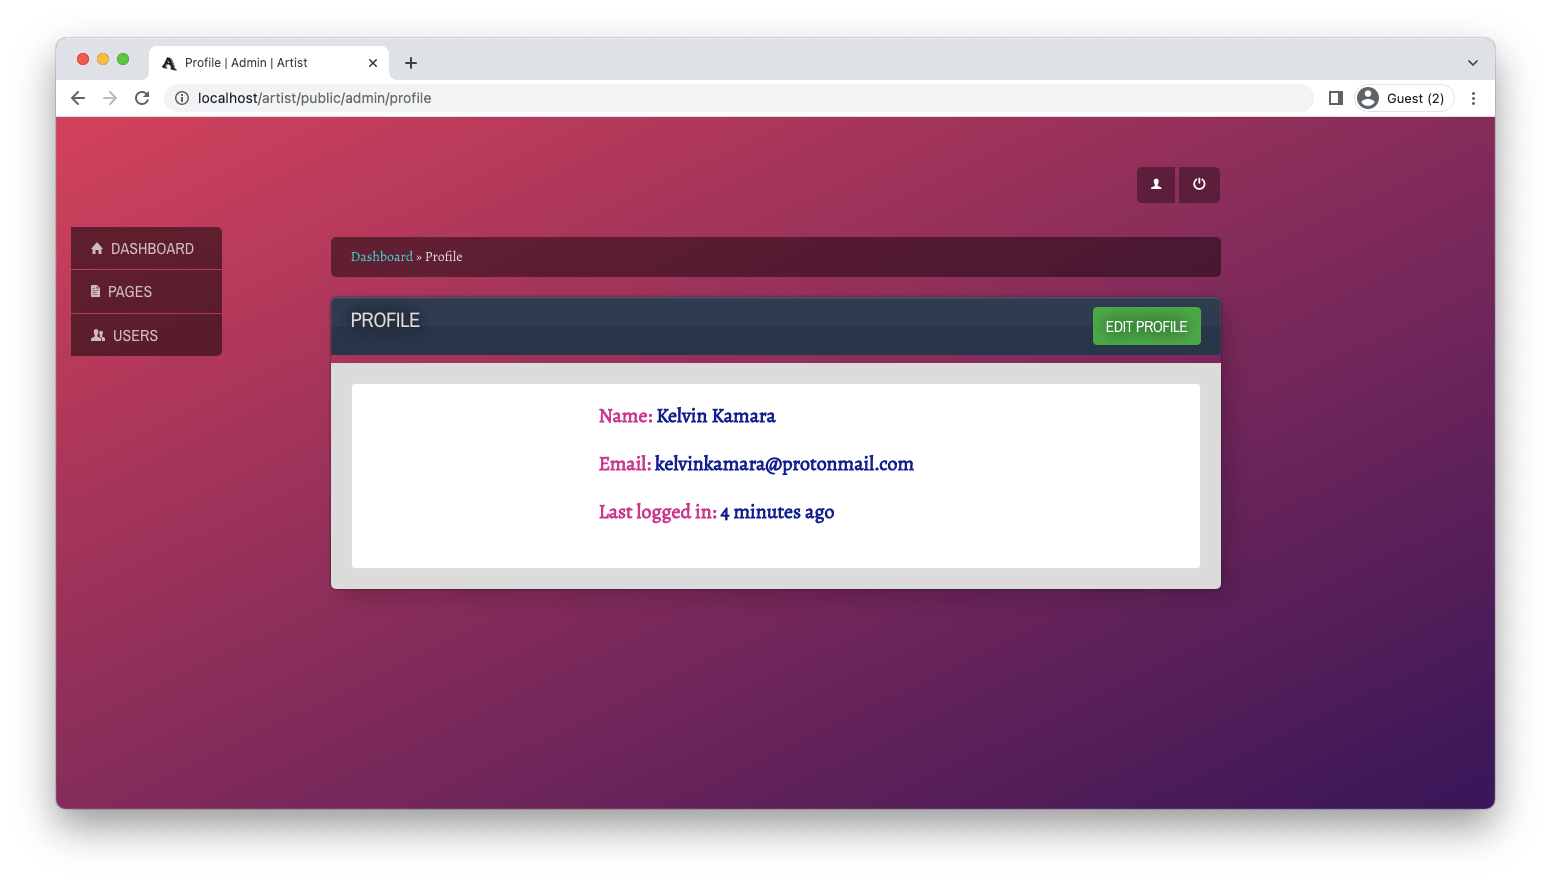 Profile | Admin | Artist
localhost/artist/public/admin/profile
Guest (2)
DASHBOARD
PAGES
USERS
Dashboard » Profile
PROFILE
EDIT PROFILE
Name: Kelvin Kamara
Email: kelvinkamara@protonmail.com
Last logged in: 4 minutes ago